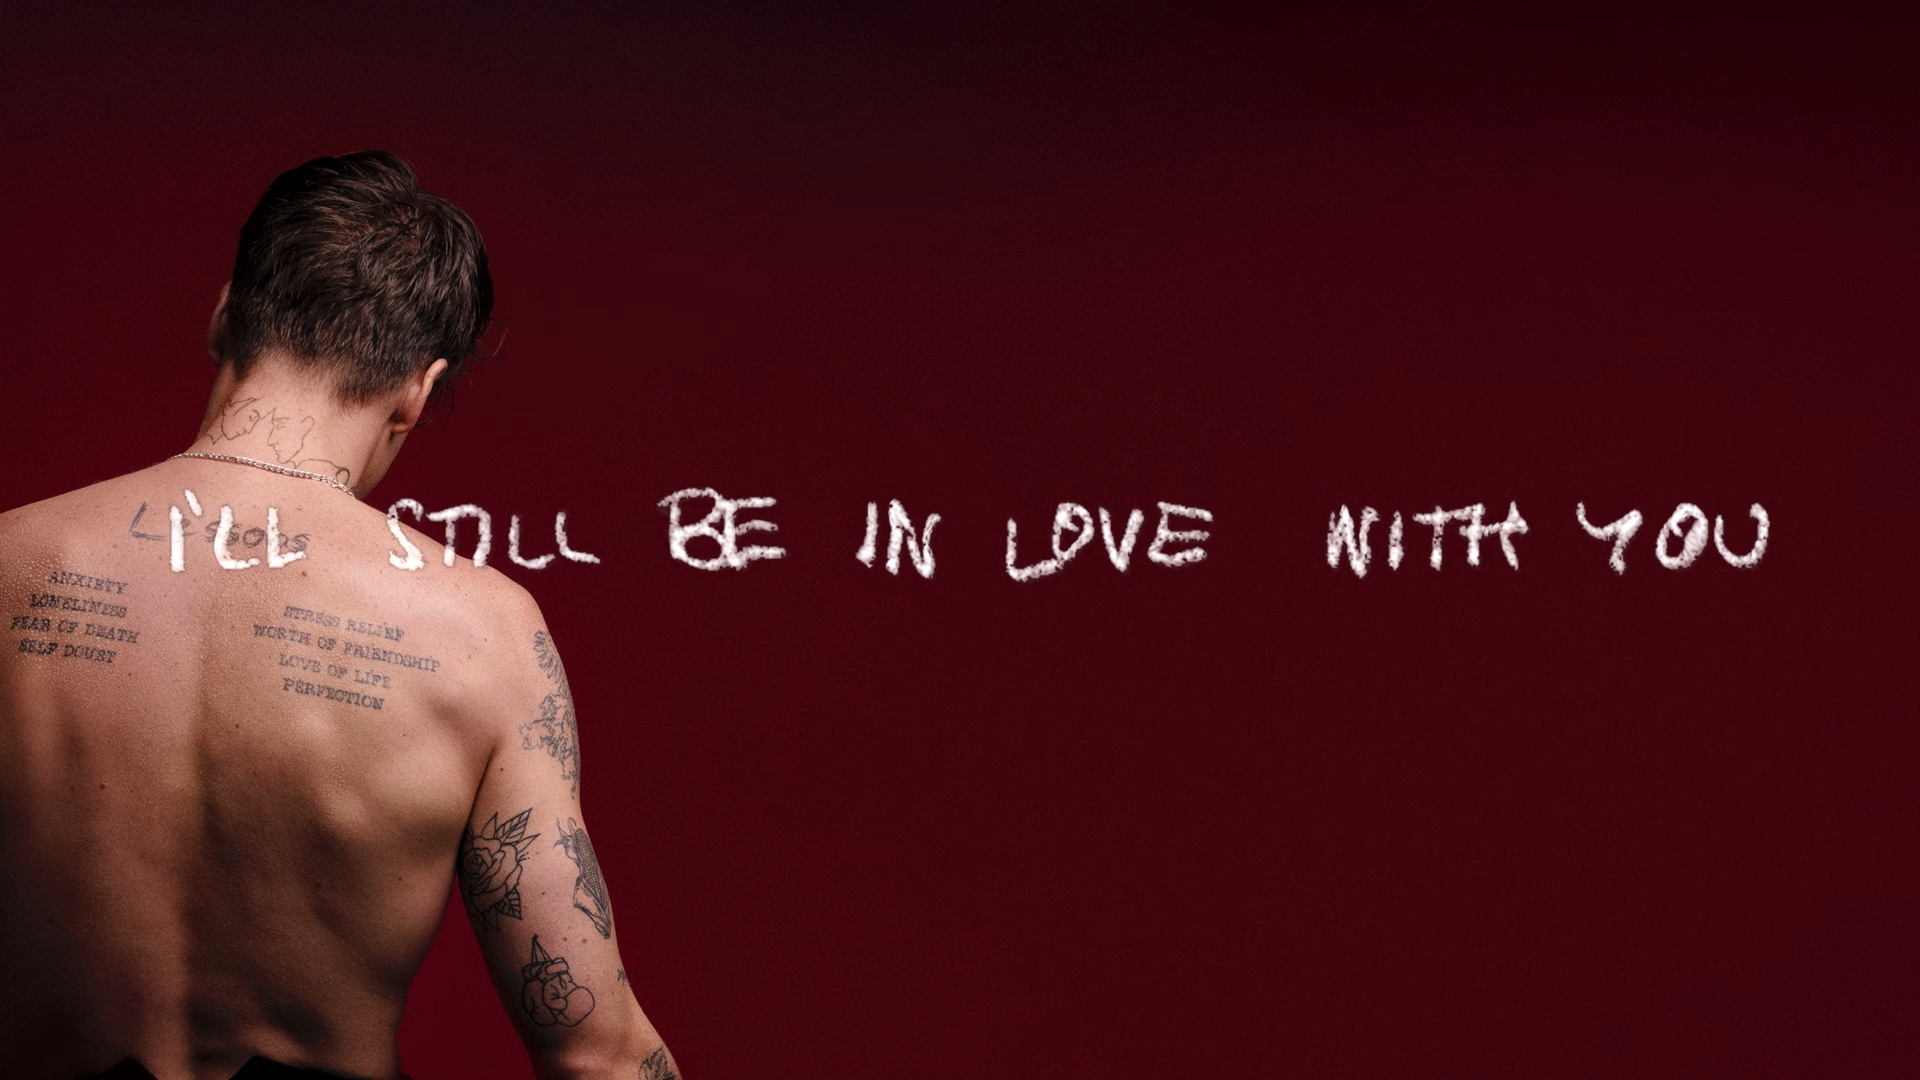 I'LL STILL BE IN LOVE WITH YOU
Lessons
ANXIETY
LONELINESS
FEAR OF DEATH
SELF DOUBT
STRESS RELIEF
WORTH OF FRIENDSHIP
LOVE OF LIFE
PERFECTION